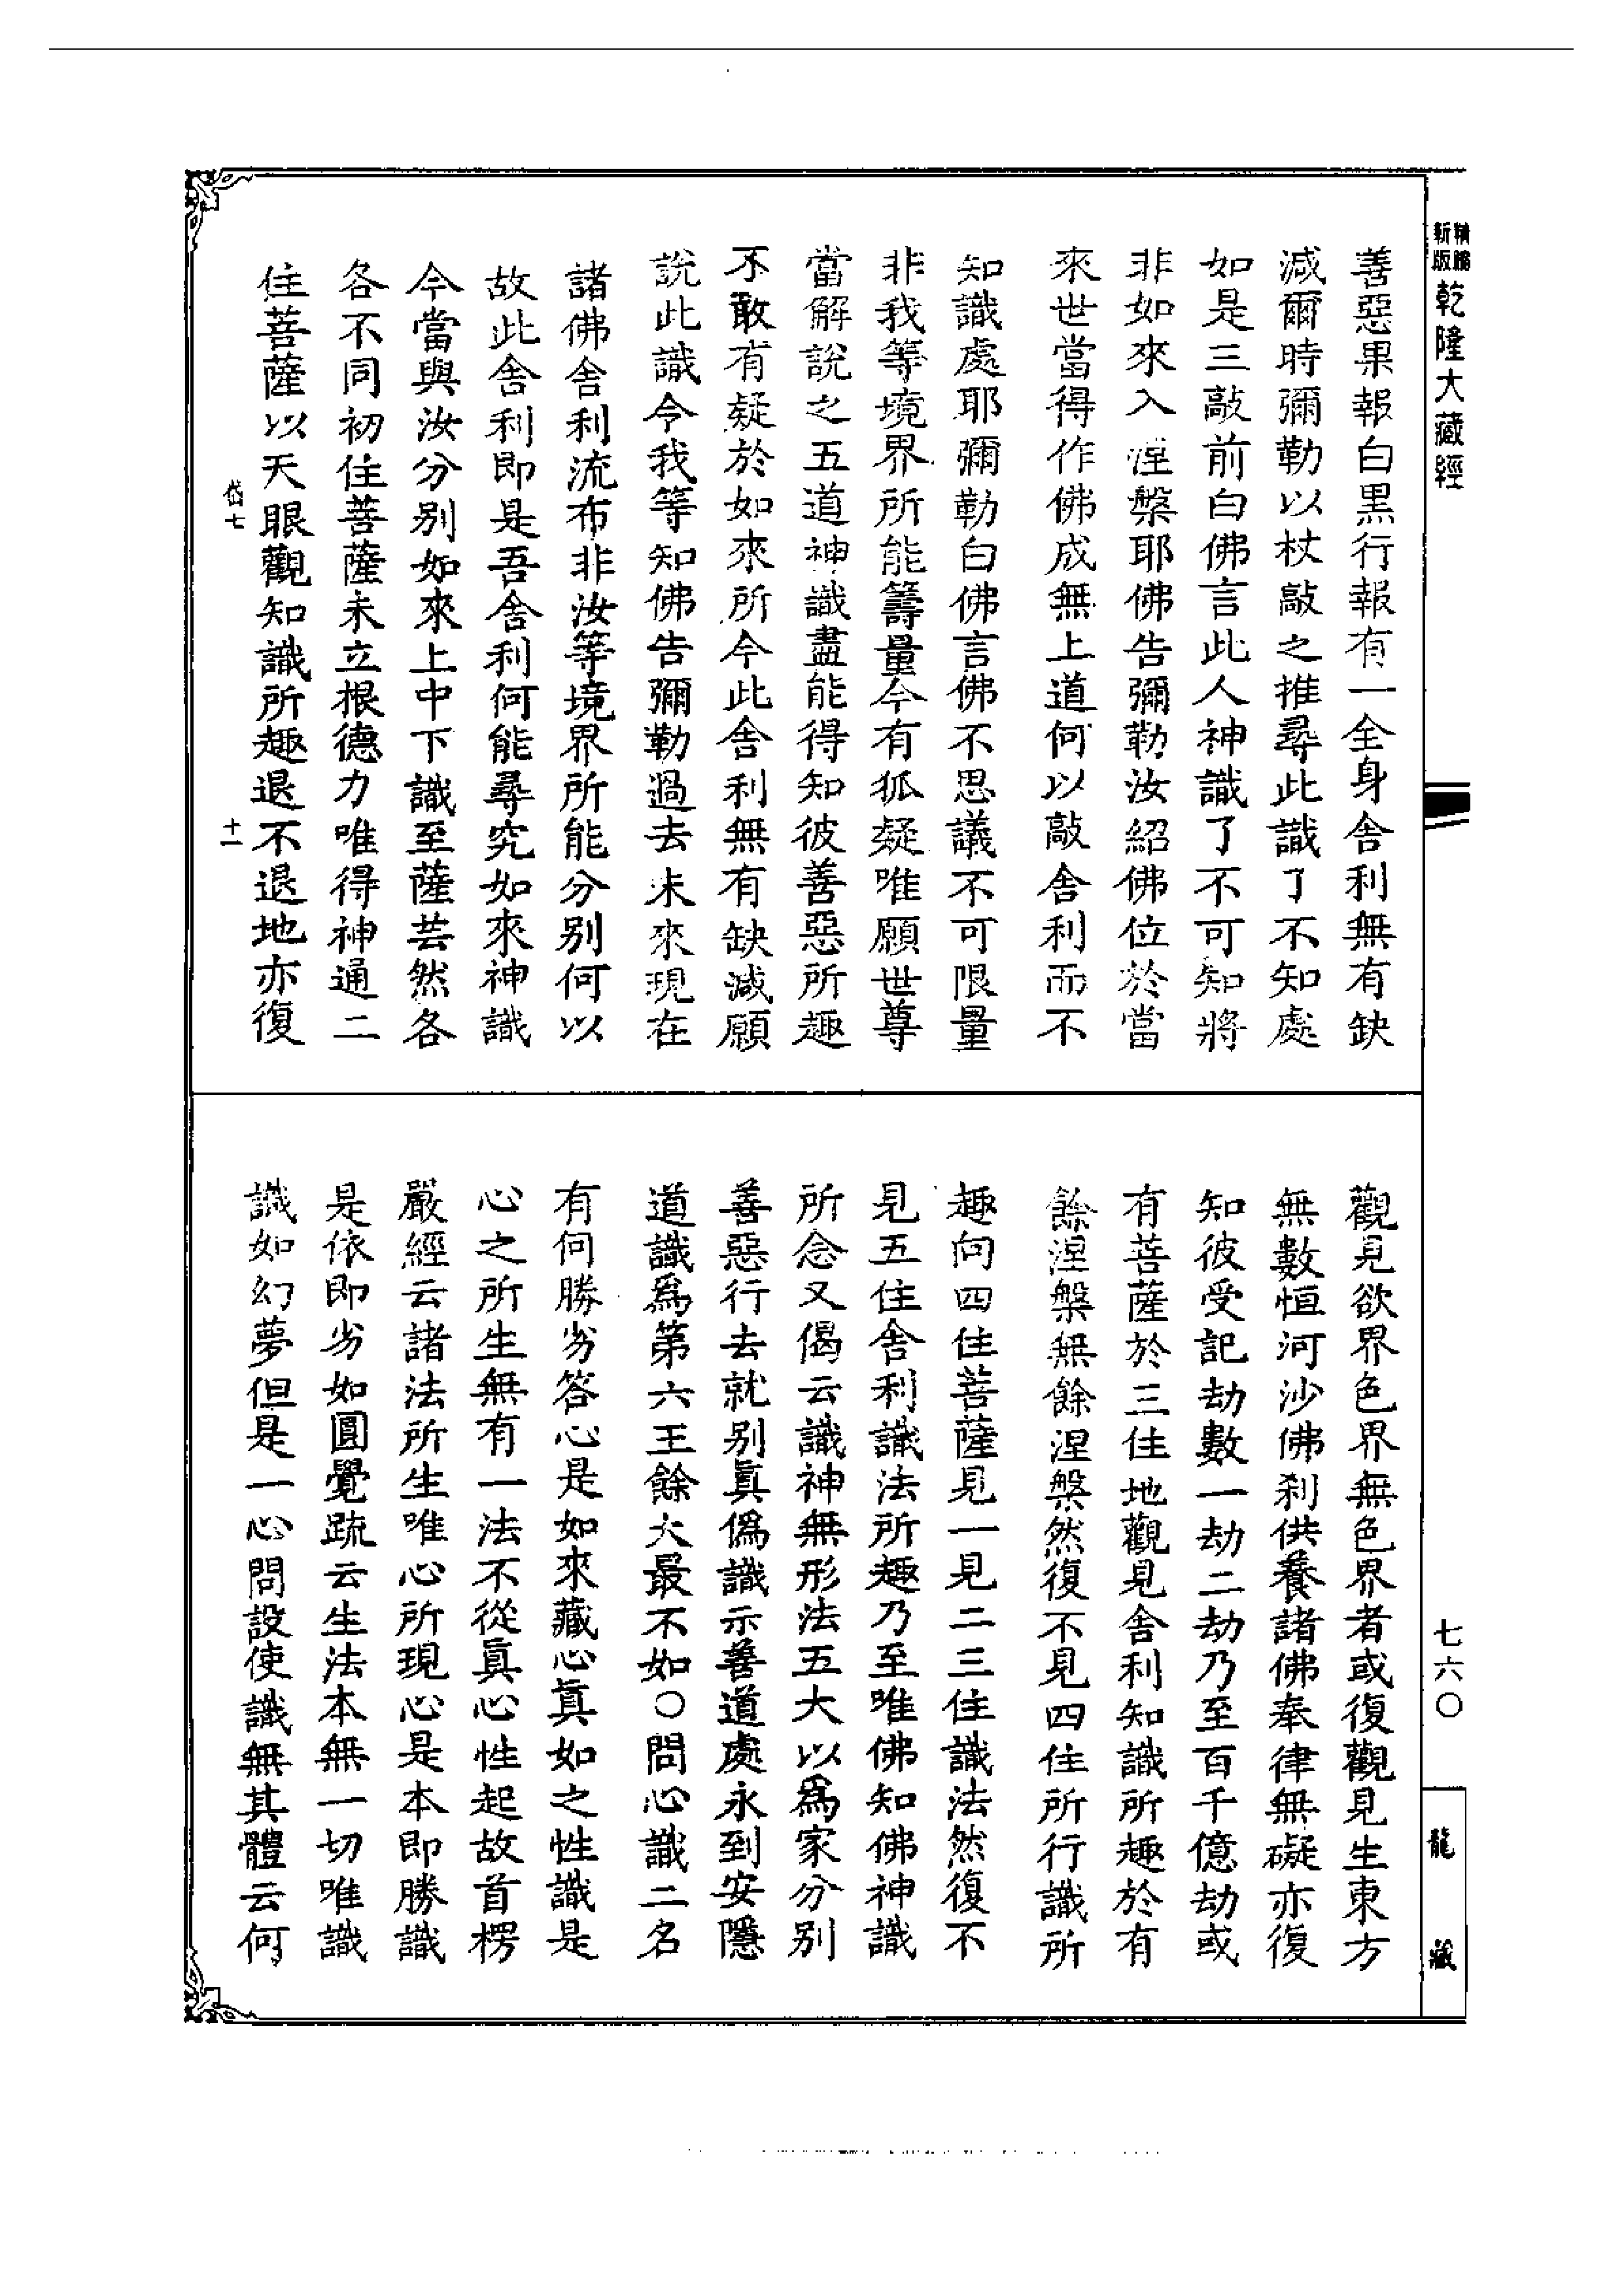 新版
精縮
乾隆大藏經
善惡果報白黑行報有一全身舍利無有缺
減爾時彌勒以杖敲之推尋此識了不知處
如是三敲前白佛言此人神識了不可知將
非如來入涅槃耶佛告彌勒汝紹佛位於當
來世當得作佛成無上道何以敲舍利而不
知識處耶彌勒白佛言佛不思議不可限量
非我等境界所能籌量今有狐疑唯願世尊
當解說之五道神識盡能得知彼善惡所趣
不敢有疑於如來所今此舍利無有缺減願
說此識令我等知佛告彌勒過去未來現在
諸佛舍利流布非汝等境界所能分別何以
故此舍利即是吾舍利何能尋究如來神識
今當與汝分別如來上中下識至薩芸然各
各不同初住菩薩未立根德力唯得神通二
住菩薩以天眼觀知識所趣退不退地亦復
岱七
十一
觀見欲界色界無色界者或復觀見生東方
無數恒河沙佛剎供養諸佛奉律無礙亦復
知彼受記劫數一劫二劫乃至百千億劫或
有菩薩於三住地觀見舍利知識所趣於有
餘涅槃無餘涅槃然復不見四住所行識所
趣向四住菩薩見一見二三住識法然復不
見五住舍利識法所趣乃至唯佛知佛神識
所念又偈云識神無形法五大以爲家分別
善惡行去就別眞僞識示善道處永到安隱
道識爲第六王餘大最不如○問心識二名
有何勝劣答心是如來藏心眞如之性識是
心之所生無有一法不從眞心性起故首楞
嚴經云諸法所生唯心所現心是本即勝識
是依即劣如圓覺疏云生法本無一切唯識
識如幻夢但是一心問設使識無其體云何
七六○
龍
藏